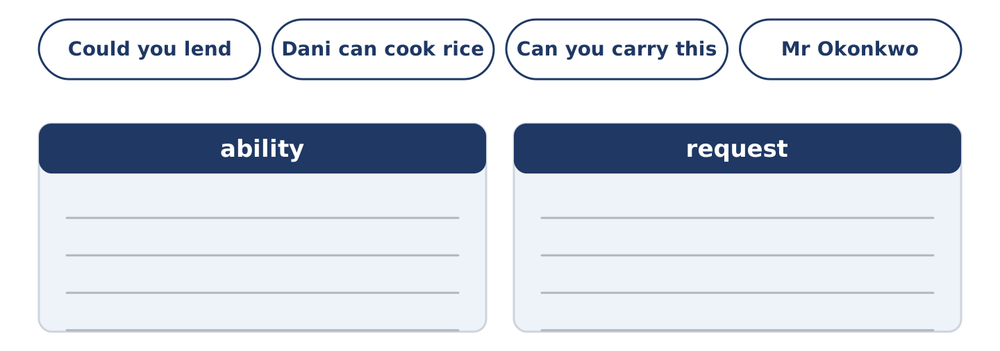 Could you lend
Dani can cook rice
Can you carry this
Mr Okonkwo
ability
request